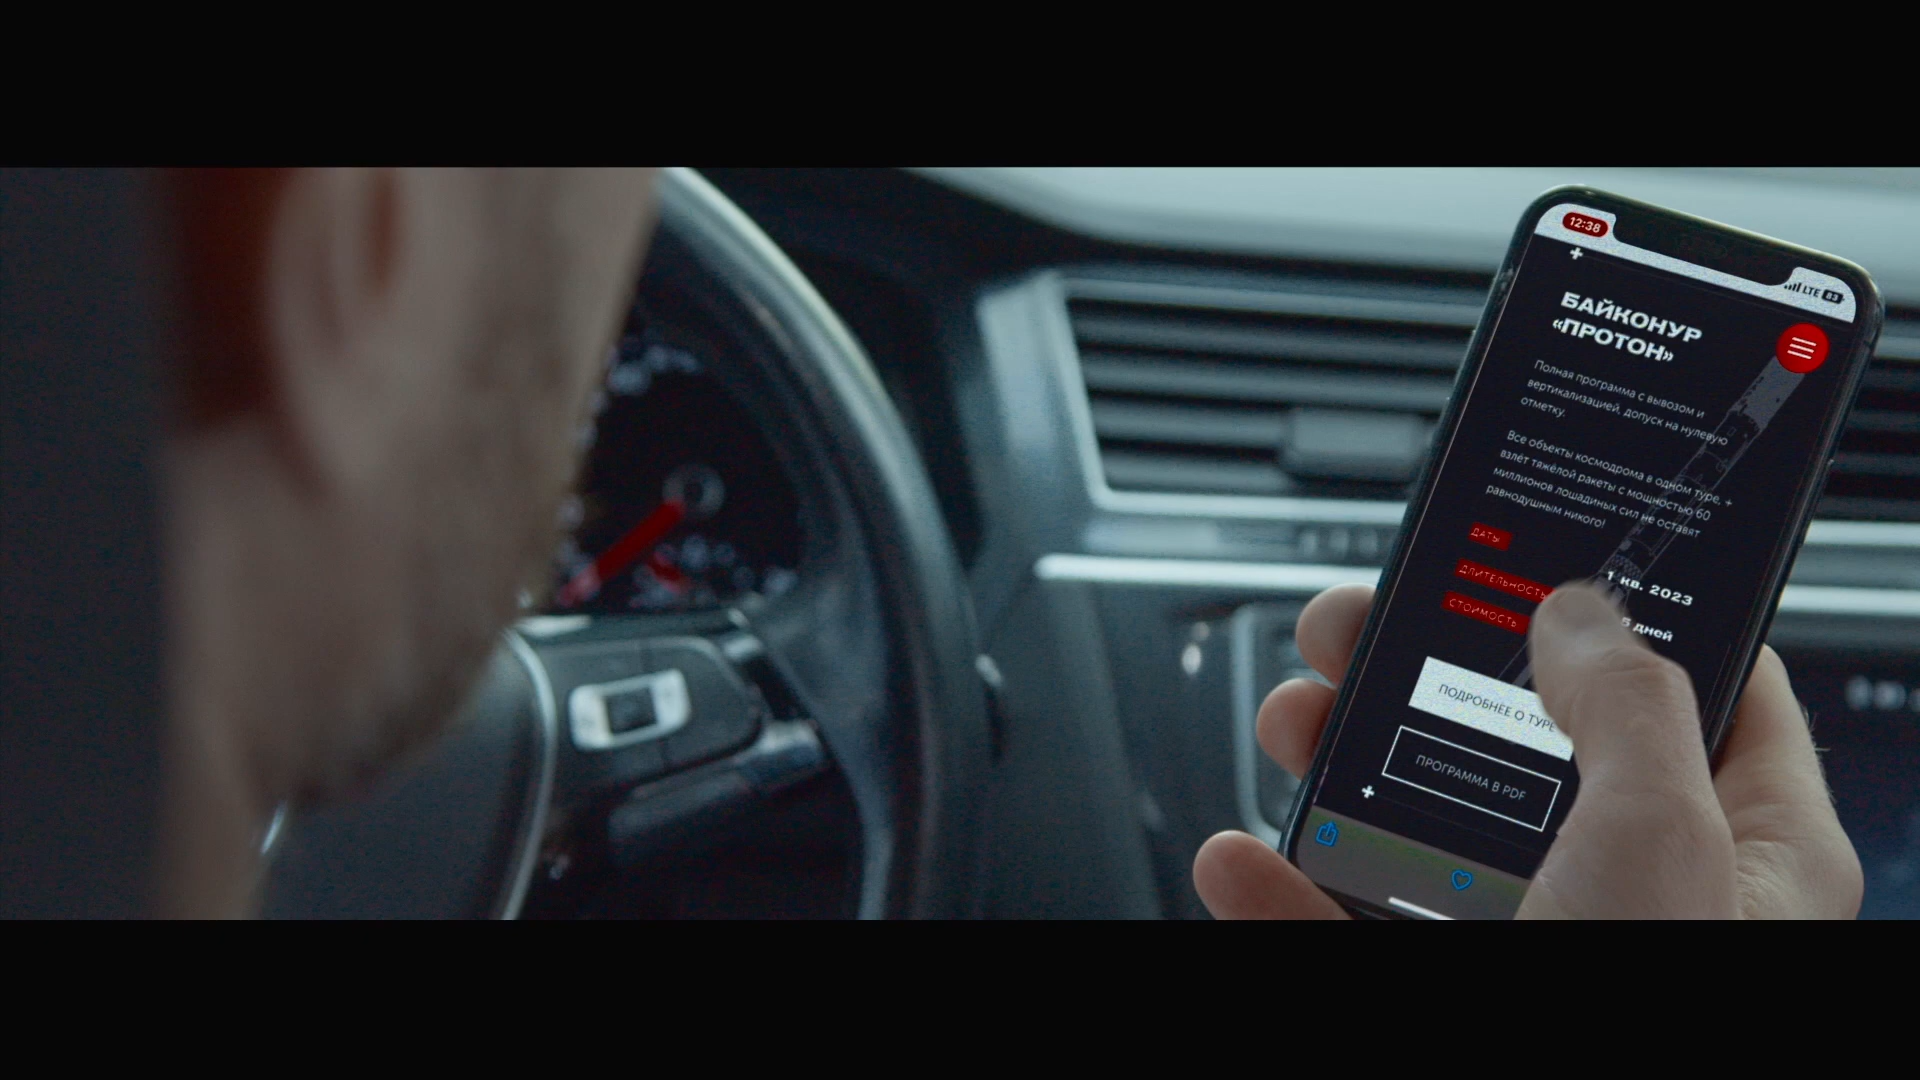 12:38
LTE 83
БАЙКОНУР
«ПРОТОН»
Полная программа с вывозом и
вертикализацией, допуск на нулевую
отметку.
Все объекты космодрома в одном туре, +
взлёт тяжёлой ракеты с мощностью 60
миллионов лошадиных сил не оставят
равнодушным никого!
ДАТЫ
1 кв. 2023
ДЛИТЕЛЬНОСТЬ
5 дней
СТОИМОСТЬ
ПОДРОБНЕЕ О ТУРЕ
ПРОГРАММА В PDF